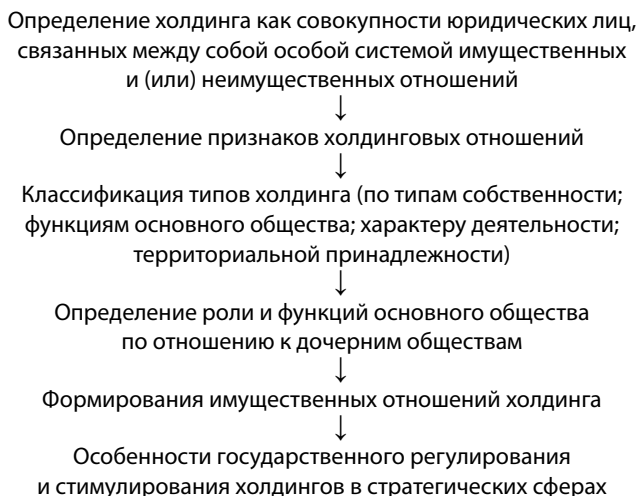 Определение холдинга как совокупности юридических лиц,
связанных между собой особой системой имущественных
и (или) неимущественных отношений
↓
Определение признаков холдинговых отношений
↓
Классификация типов холдинга (по типам собственности;
функциям основного общества; характеру деятельности;
территориальной принадлежности)
↓
Определение роли и функций основного общества
по отношению к дочерним обществам
↓
Формирования имущественных отношений холдинга
↓
Особенности государственного регулирования
и стимулирования холдингов в стратегических сферах